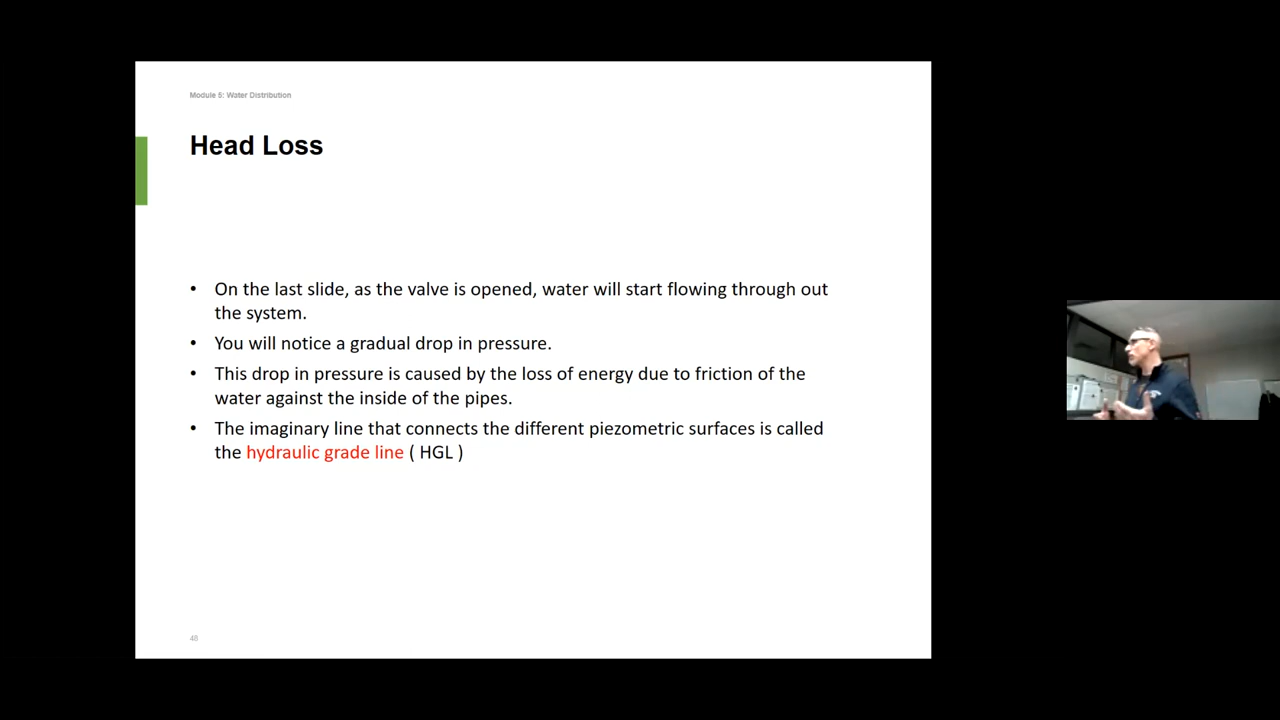 Module 5: Water Distribution
Head Loss
• On the last slide, as the valve is opened, water will start flowing through out
the system.
• You will notice a gradual drop in pressure.
• This drop in pressure is caused by the loss of energy due to friction of the
water against the inside of the pipes.
• The imaginary line that connects the different piezometric surfaces is called
the hydraulic grade line ( HGL )
48